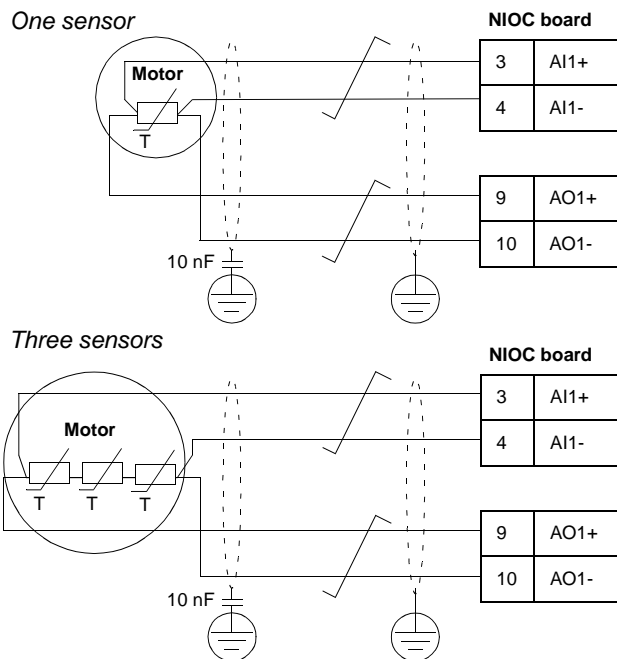 One sensor
NIOC board
Motor
T
3 AI1+
4 AI1-
9 AO1+
10 AO1-
10 nF
Three sensors
NIOC board
Motor
T T T
3 AI1+
4 AI1-
9 AO1+
10 AO1-
10 nF